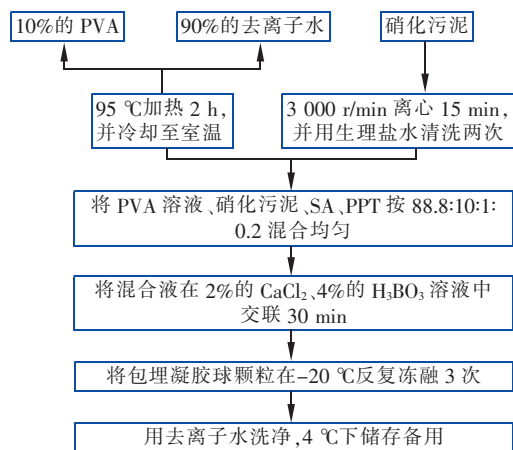 10%的 PVA
90%的去离子水
硝化污泥
95 ℃加热 2 h,
并冷却至室温
3 000 r/min 离心 15 min,
并用生理盐水清洗两次
将 PVA 溶液、硝化污泥、SA、PPT 按 88.8∶10∶1∶
0.2 混合均匀
将混合液在 2%的 CaCl₂、4%的 H₃BO₃ 溶液中
交联 30 min
将包埋凝胶球颗粒在-20 ℃反复冻融 3 次
用去离子水洗净,4 ℃下储存备用